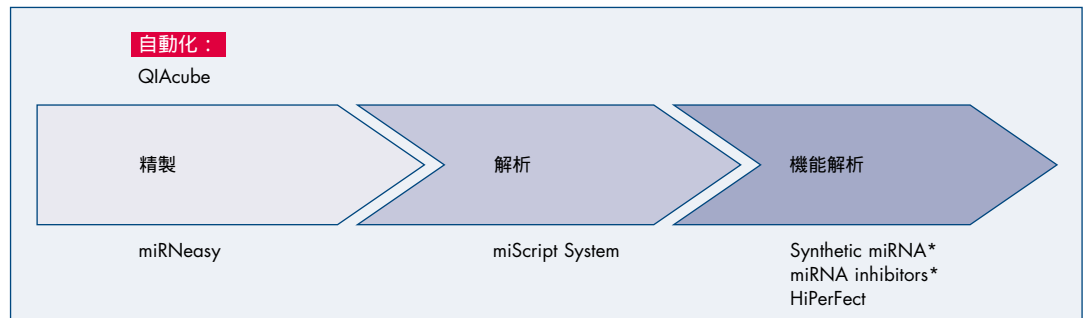 自動化：
QIAcube
精製
解析
機能解析
miRNeasy
miScript System
Synthetic miRNA*
miRNA inhibitors*
HiPerFect